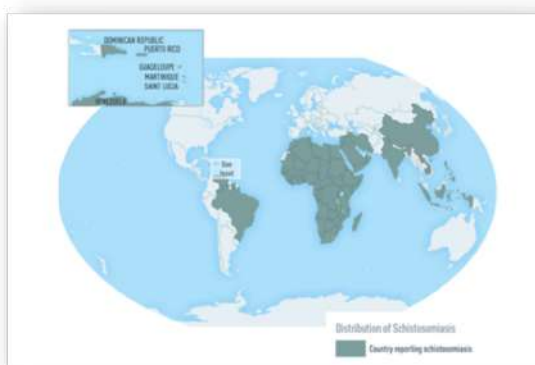 DOMINICAN REPUBLIC
PUERTO RICO
GUADELOUPE
MARTINIQUE
SAINT LUCIA
VENEZUELA
See
Inset
Distribution of Schistosomiasis
Country reporting schistosomiasis